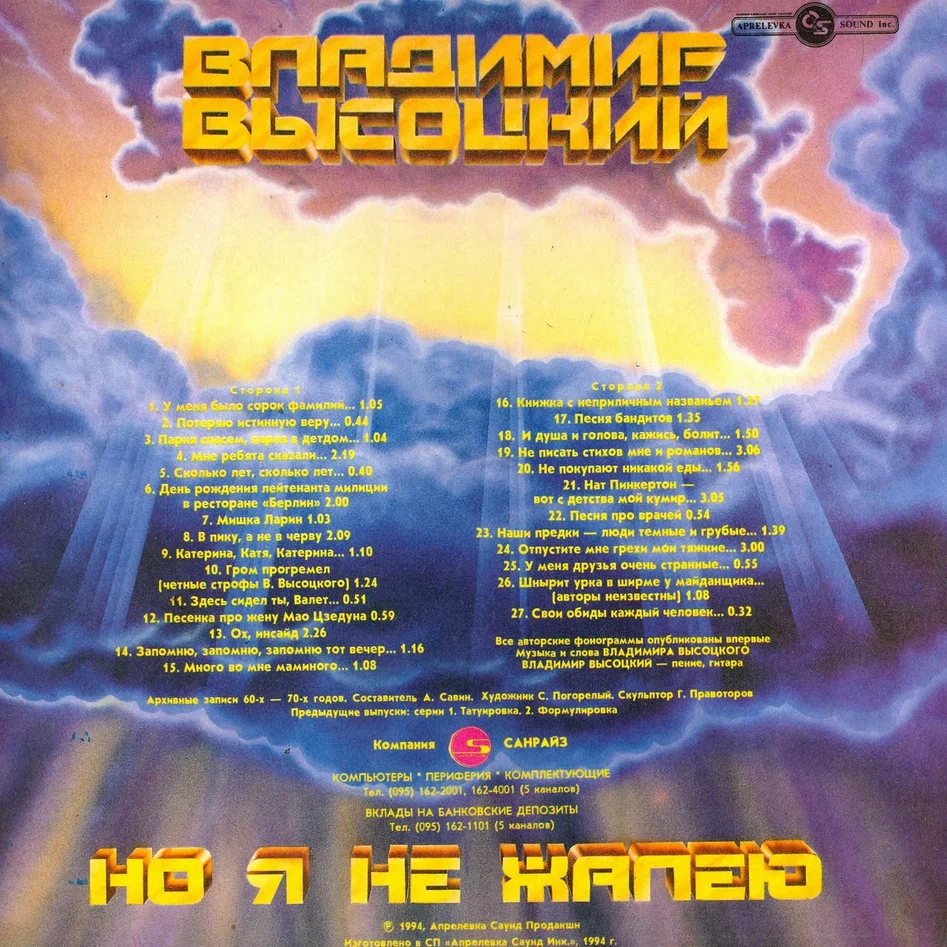 APRELEVKA SOUND Inc.
ВЛАДИМИР
ВЫСОЦКИЙ
Сторона 1
1. У меня было сорок фамилий... 1.05
2. Потеряю истинную веру... 0.44
3. Парня спасем, парня в детдом... 1.04
4. Мне ребята сказали... 2.19
5. Сколько лет, сколько лет... 0.40
6. День рождения лейтенанта милиции
в ресторане «Берлин» 2.00
7. Мишка Ларин 1.03
8. В пику, а не в черву 2.09
9. Катерина, Катя, Катерина... 1.10
10. Гром прогремел
(четные строфы В. Высоцкого) 1.24
11. Здесь сидел ты, Валет... 0.51
12. Песенка про жену Мао Цзедуна 0.59
13. Ох, инсайд 2.26
14. Запомню, запомню, запомню тот вечер... 1.16
15. Много во мне маминого... 1.08
Сторона 2
16. Книжка с неприличным названьем 1.27
17. Песня бандитов 1.35
18. И душа и голова, кажись, болит... 1.50
19. Не писать стихов мне и романов... 3.06
20. Не покупают никакой еды... 1.56
21. Нат Пинкертон —
вот с детства мой кумир... 3.05
22. Песня про врачей 0.54
23. Наши предки — люди темные и грубые... 1.39
24. Отпустите мне грехи мои тяжкие... 3.00
25. У меня друзья очень странные... 0.55
26. Шнырит урка в ширме у майданщика...
(авторы неизвестны) 1.08
27. Свои обиды каждый человек... 0.32
Все авторские фонограммы опубликованы впервые
Музыка и слова ВЛАДИМИРА ВЫСОЦКОГО
ВЛАДИМИР ВЫСОЦКИЙ — пение, гитара
Архивные записи 60-х — 70-х годов. Составитель А. Савин. Художник С. Погорелый. Скульптор Г. Правоторов
Предыдущие выпуски: серии 1. Татуировка. 2. Формулировка
Компания САНРАЙЗ
КОМПЬЮТЕРЫ * ПЕРИФЕРИЯ * КОМПЛЕКТУЮЩИЕ
Тел. (095) 162-2001, 162-4001 (5 каналов)
ВКЛАДЫ НА БАНКОВСКИЕ ДЕПОЗИТЫ
Тел. (095) 162-1101 (5 каналов)
НО Я НЕ ЖАЛЕЮ
℗ 1994, Апрелевка Саунд Продакшн
Изготовлено в СП «Апрелевка Саунд Инк.», 1994 г.